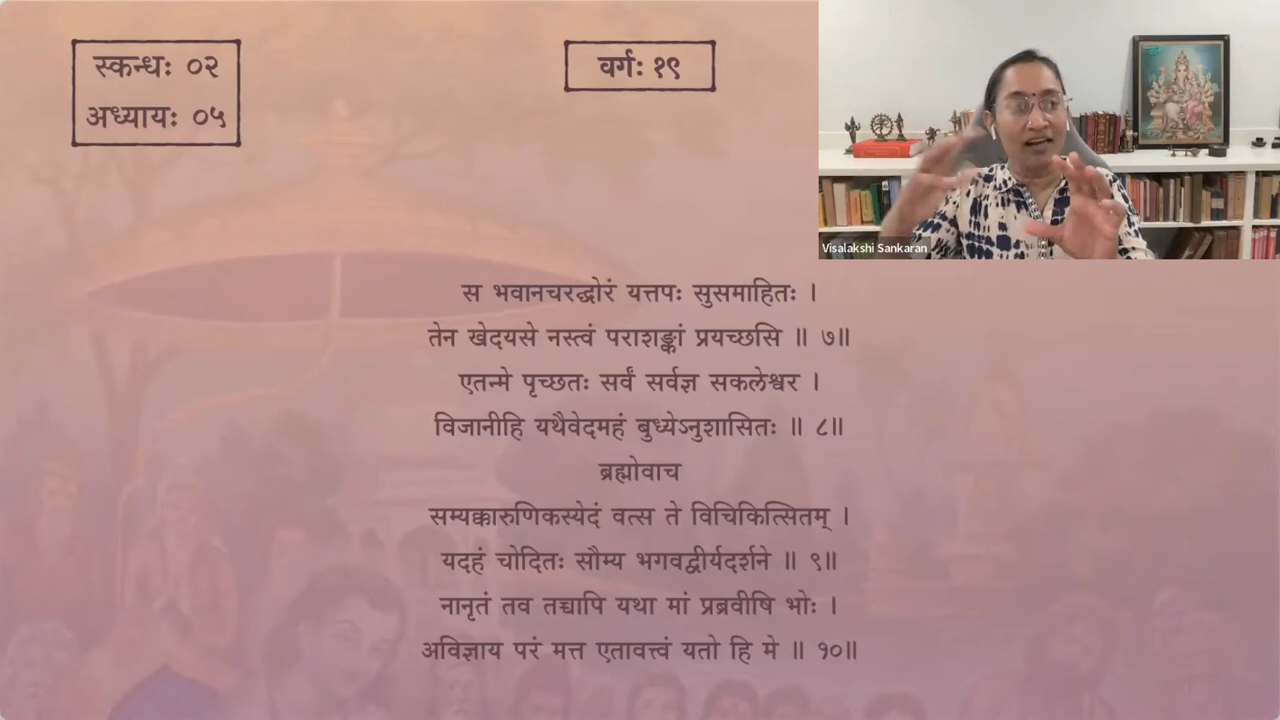 स्कन्धः ०२
अध्यायः ०५
वर्गः १९
Visalakshi Sankaran
स भवानचरद्धोरं यत्तपः सुसमाहितः ।
तेन खेदयसे नस्त्वं पराशङ्कां प्रयच्छसि ॥ ७॥
एतन्मे पृच्छतः सर्वं सर्वज्ञ सकलेश्वर ।
विजानीहि यथैवेदमहं बुध्येऽनुशासितः ॥ ८॥
ब्रह्मोवाच
सम्यक्कारुणिकस्येदं वत्स ते विचिकित्सितम् ।
यदहं चोदितः सौम्य भगवद्वीर्यदर्शने ॥ ९॥
नानृतं तव तच्चापि यथा मां प्रब्रवीषि भोः ।
अविज्ञाय परं मत्त एतावत्त्वं यतो हि मे ॥ १०॥